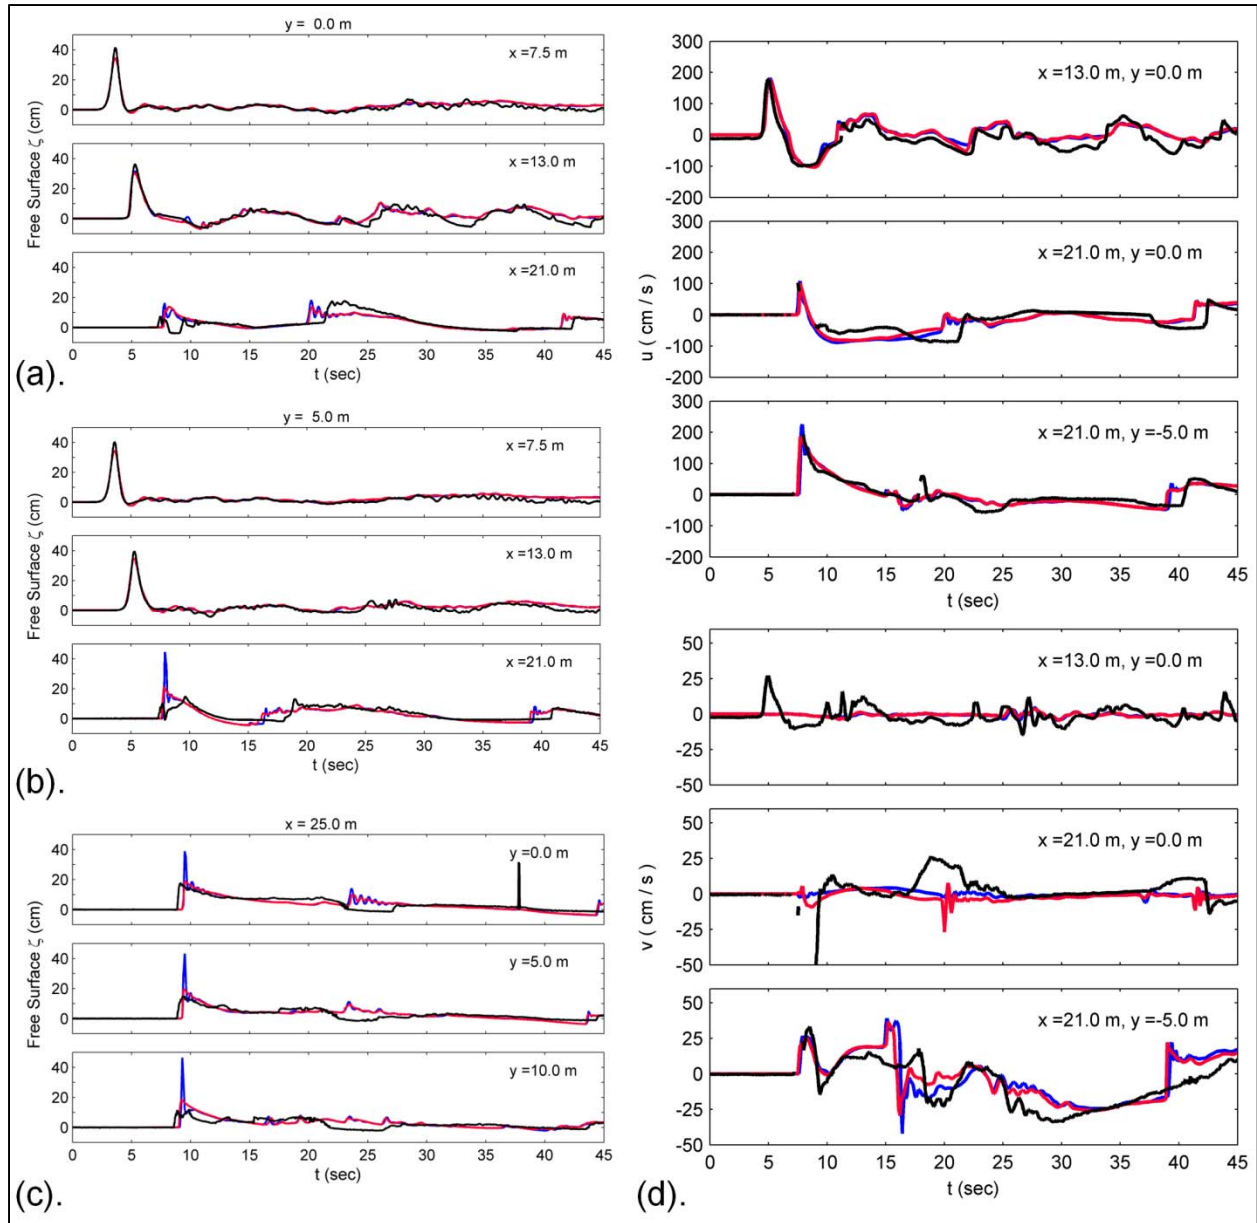 y = 0.0 m
40
20
0
x =7.5 m
40
20
0
x =13.0 m
Free Surface ζ (cm)
40
20
0
x =21.0 m
0 5 10 15 20 25 30 35 40 45
t (sec)
(a).
y = 5.0 m
40
20
0
x =7.5 m
40
20
0
x =13.0 m
Free Surface ζ (cm)
40
20
0
x =21.0 m
0 5 10 15 20 25 30 35 40 45
t (sec)
(b).
x = 25.0 m
40
20
0
y =0.0 m
40
20
0
y =5.0 m
Free Surface ζ (cm)
40
20
0
y =10.0 m
0 5 10 15 20 25 30 35 40 45
t (sec)
(c).
300
200
100
0
-100
-200
x =13.0 m, y =0.0 m
300
200
100
0
-100
-200
x =21.0 m, y =0.0 m
u ( cm / s )
300
200
100
0
-100
-200
x =21.0 m, y =-5.0 m
0 5 10 15 20 25 30 35 40 45
t (sec)
50
25
0
-25
50
x =13.0 m, y =0.0 m
50
25
0
-25
50
x =21.0 m, y =0.0 m
v ( cm / s )
50
25
0
-25
50
x =21.0 m, y =-5.0 m
0 5 10 15 20 25 30 35 40 45
t (sec)
(d).